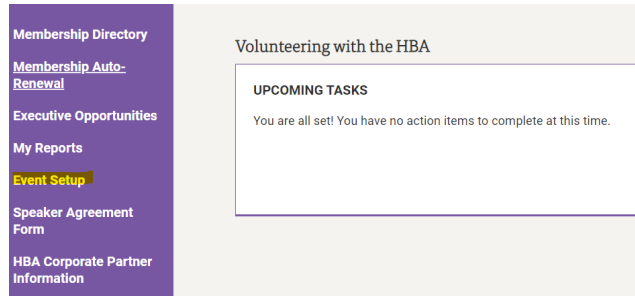 Membership Directory
Membership Auto-
Renewal
Executive Opportunities
My Reports
Event Setup
Speaker Agreement
Form
HBA Corporate Partner
Information
Volunteering with the HBA
UPCOMING TASKS
You are all set! You have no action items to complete at this time.